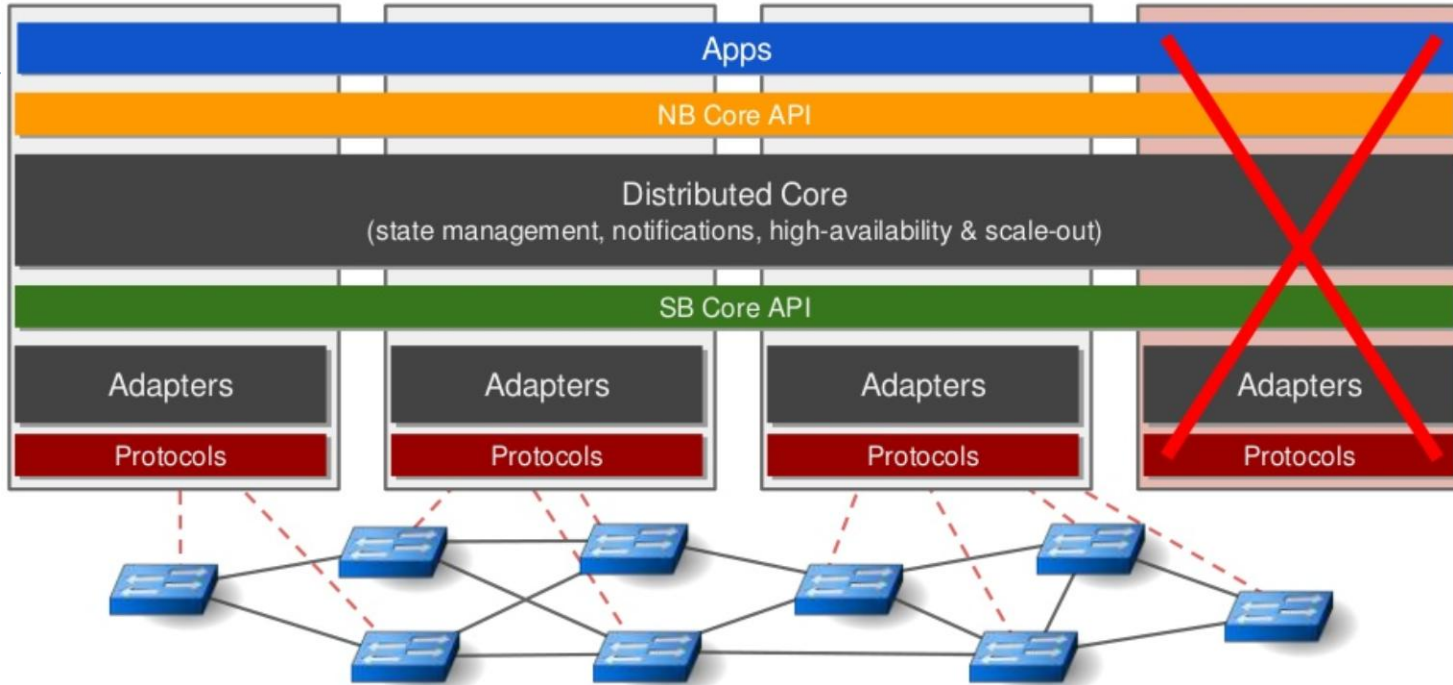 Apps
NB Core API
Distributed Core
(state management, notifications, high-availability & scale-out)
SB Core API
Adapters Adapters Adapters Adapters
Protocols Protocols Protocols Protocols